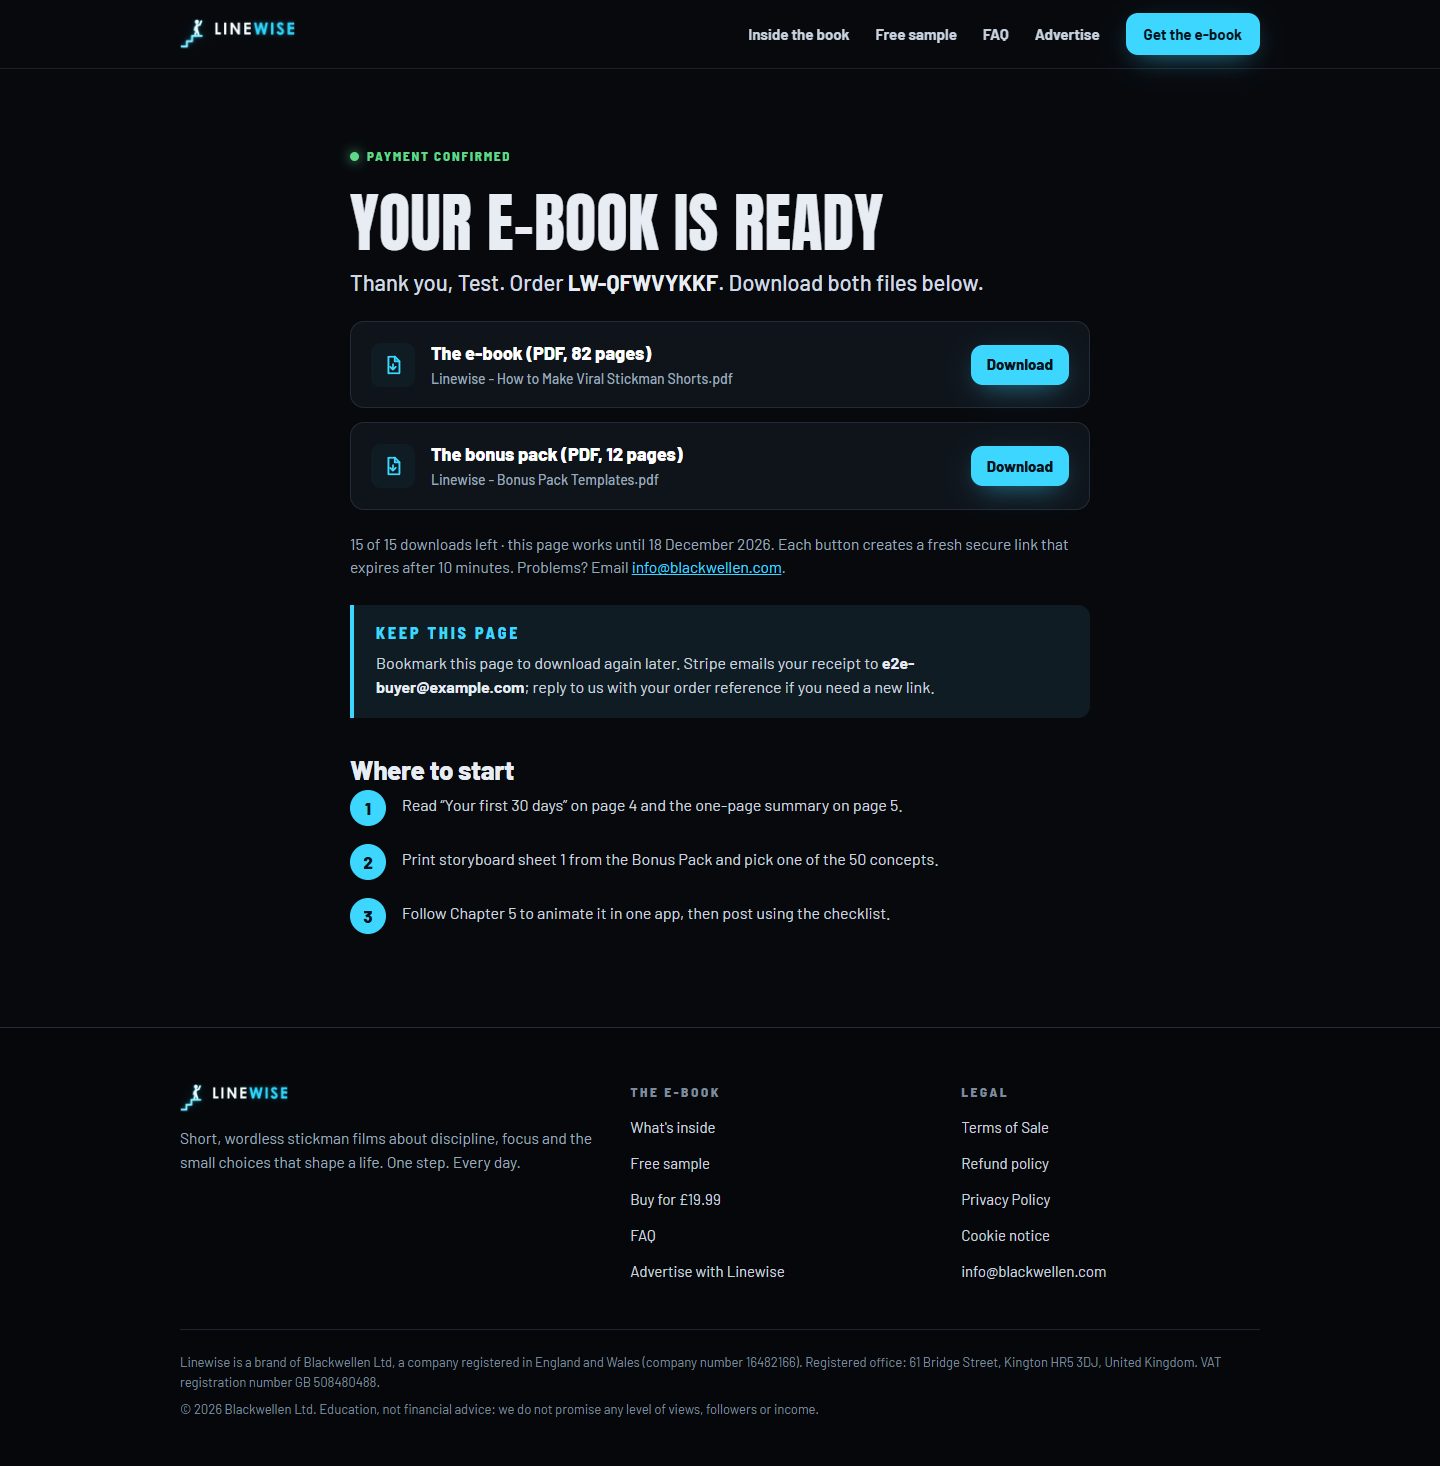 LINEWISE
Inside the book
Free sample
FAQ
Advertise
Get the e-book
PAYMENT CONFIRMED
YOUR E-BOOK IS READY
Thank you, Test. Order LW-QFWVYKKF. Download both files below.
The e-book (PDF, 82 pages)
Linewise - How to Make Viral Stickman Shorts.pdf
Download
The bonus pack (PDF, 12 pages)
Linewise - Bonus Pack Templates.pdf
Download
15 of 15 downloads left · this page works until 18 December 2026. Each button creates a fresh secure link that
expires after 10 minutes. Problems? Email info@blackwellen.com.
KEEP THIS PAGE
Bookmark this page to download again later. Stripe emails your receipt to e2e-
buyer@example.com; reply to us with your order reference if you need a new link.
Where to start
1
Read “Your first 30 days” on page 4 and the one-page summary on page 5.
2
Print storyboard sheet 1 from the Bonus Pack and pick one of the 50 concepts.
3
Follow Chapter 5 to animate it in one app, then post using the checklist.
LINEWISE
Short, wordless stickman films about discipline, focus and the
small choices that shape a life. One step. Every day.
THE E-BOOK
What's inside
Free sample
Buy for £19.99
FAQ
Advertise with Linewise
LEGAL
Terms of Sale
Refund policy
Privacy Policy
Cookie notice
info@blackwellen.com
Linewise is a brand of Blackwellen Ltd, a company registered in England and Wales (company number 16482166). Registered office: 61 Bridge Street, Kington HR5 3DJ, United Kingdom. VAT
registration number GB 508480488.
© 2026 Blackwellen Ltd. Education, not financial advice: we do not promise any level of views, followers or income.